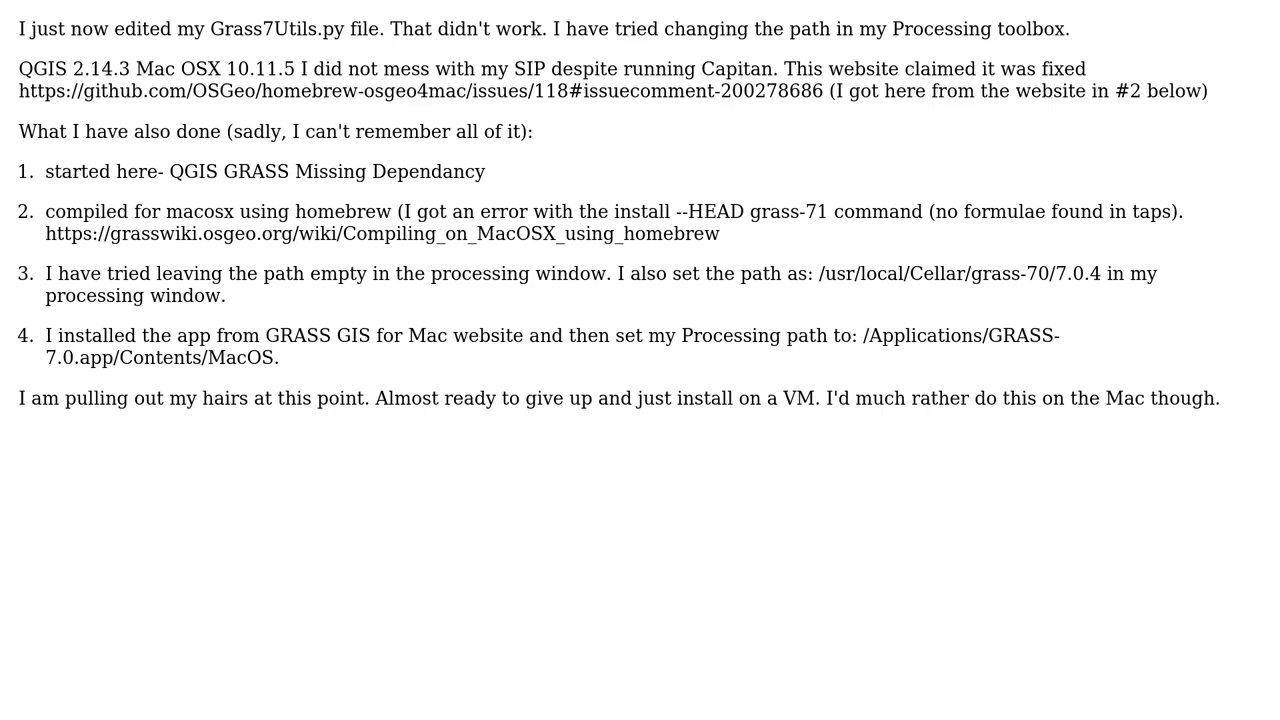 I just now edited my Grass7Utils.py file. That didn't work. I have tried changing the path in my Processing toolbox.
QGIS 2.14.3 Mac OSX 10.11.5 I did not mess with my SIP despite running Capitan. This website claimed it was fixed
https://github.com/OSGeo/homebrew-osgeo4mac/issues/118#issuecomment-200278686 (I got here from the website in #2 below)
What I have also done (sadly, I can't remember all of it):
1. started here- QGIS GRASS Missing Dependancy
2. compiled for macosx using homebrew (I got an error with the install --HEAD grass-71 command (no formulae found in taps).
https://grasswiki.osgeo.org/wiki/Compiling_on_MacOSX_using_homebrew
3. I have tried leaving the path empty in the processing window. I also set the path as: /usr/local/Cellar/grass-70/7.0.4 in my
processing window.
4. I installed the app from GRASS GIS for Mac website and then set my Processing path to: /Applications/GRASS-
7.0.app/Contents/MacOS.
I am pulling out my hairs at this point. Almost ready to give up and just install on a VM. I'd much rather do this on the Mac though.